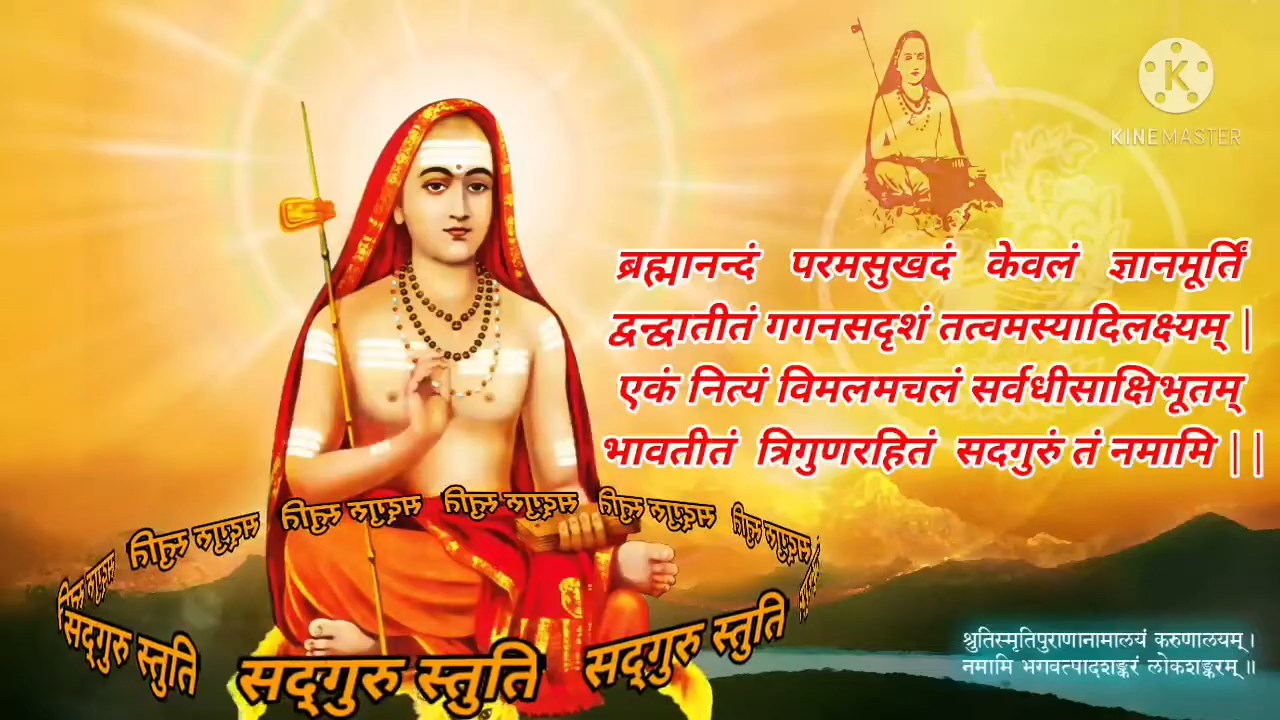 KINEMASTER
ब्रह्मानन्दं परमसुखदं केवलं ज्ञानमूर्तिं
द्वन्द्वातीतं गगनसदृशं तत्वमस्यादिलक्ष्यम् |
एकं नित्यं विमलमचलं सर्वधीसाक्षिभूतम्
भावतीतं त्रिगुणरहितं सदगुरुं तं नमामि ||
सद्गुरु स्तुति सद्गुरु स्तुति सद्गुरु स्तुति
श्रुतिस्मृतिपुराणानामालयं करुणालयम् ।
नमामि भगवत्पादशङ्करं लोकशङ्करम् ॥